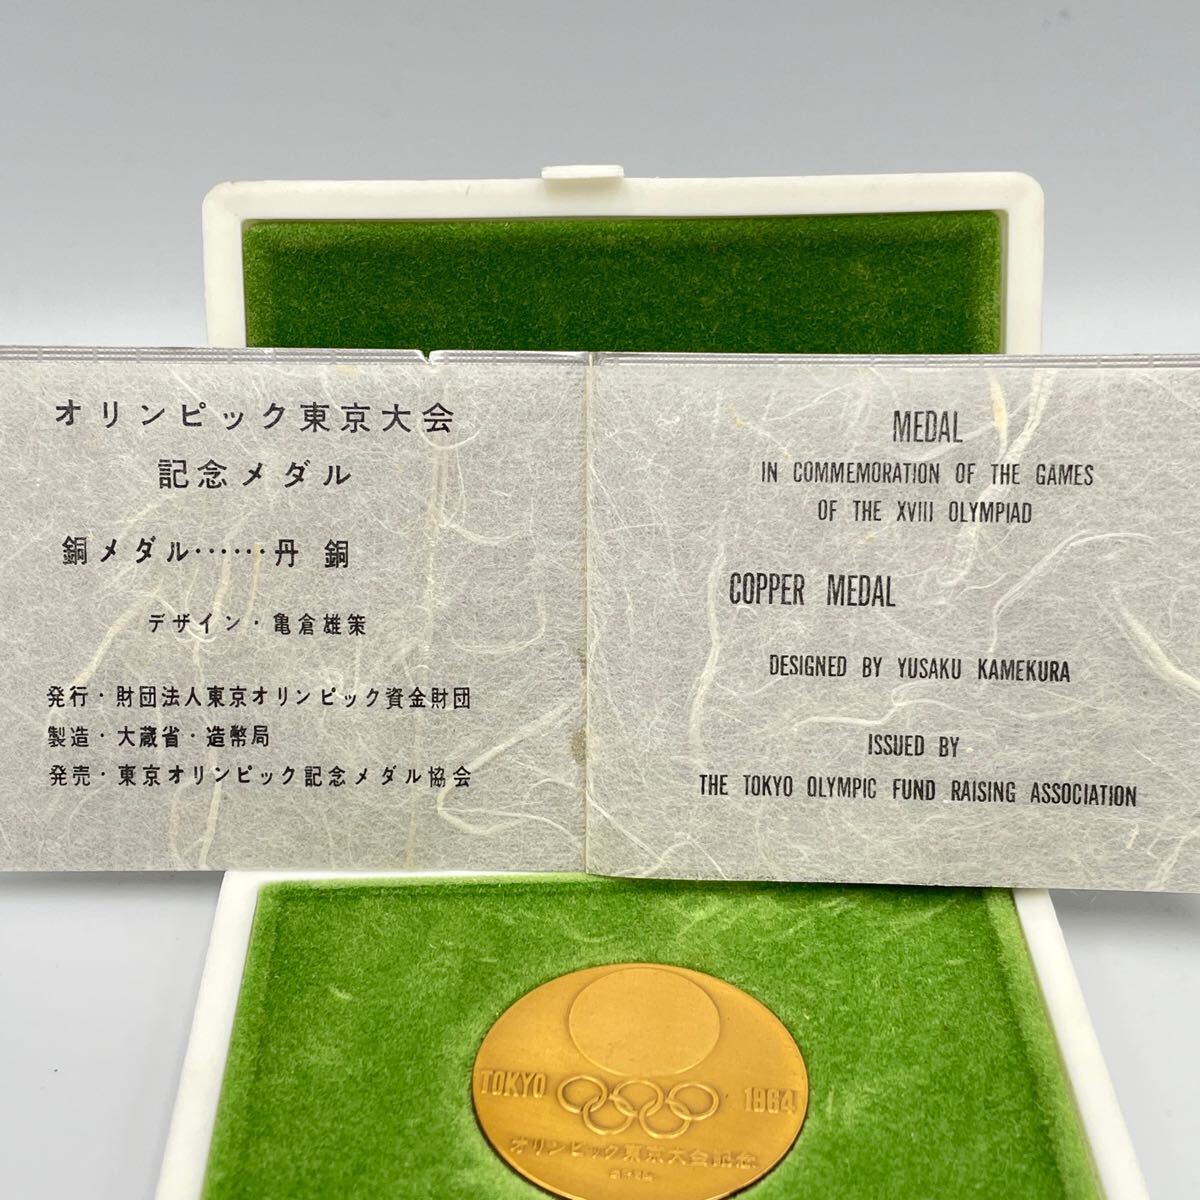 オリンピック東京大会
記念メダル
銅メダル……丹 銅
デザイン・亀倉雄策
発行・財団法人東京オリンピック資金財団
製造・大蔵省・造幣局
発売・東京オリンピック記念メダル協会
MEDAL
IN COMMEMORATION OF THE GAMES
OF THE XVIII OLYMPIAD
COPPER MEDAL
DESIGNED BY YUSAKU KAMEKURA
ISSUED BY
THE TOKYO OLYMPIC FUND RAISING ASSOCIATION
TOKYO 1964
オリンピック東京大会記念